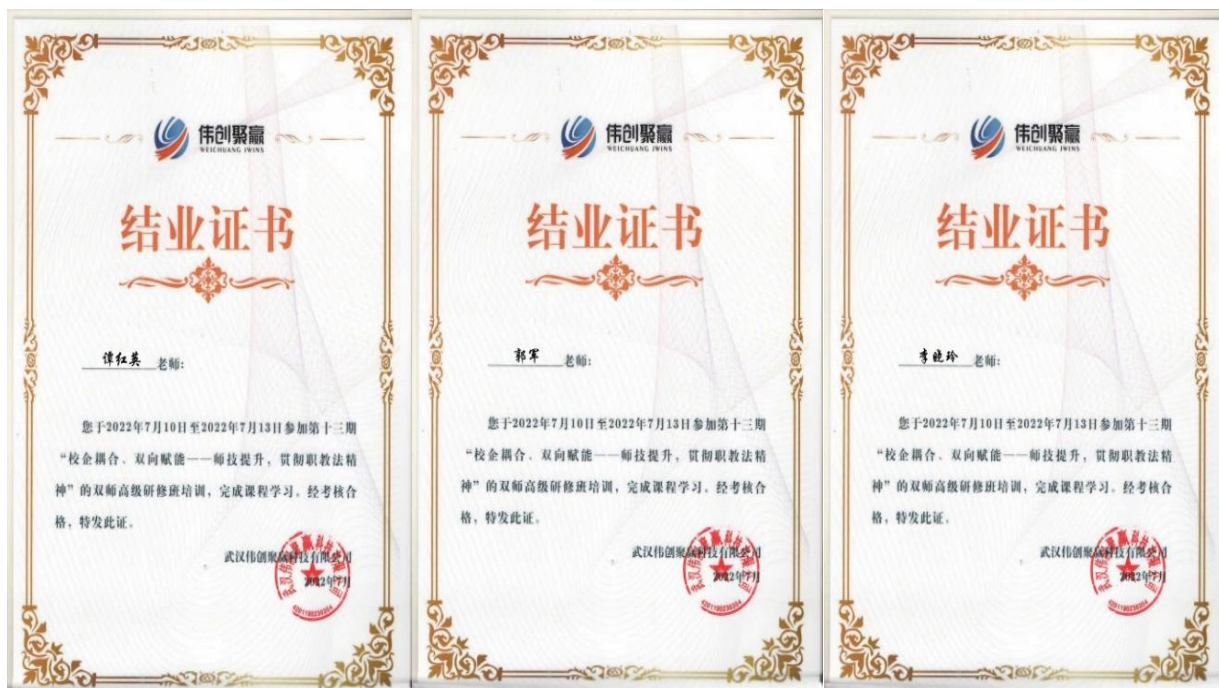 伟创聚赢
WEICHUANG JWINS
结业证书
谭红英 老师:
您于2022年7月10日至2022年7月13日参加第十三期
“校企耦合、双向赋能——师技提升,贯彻职教法精
神”的双师高级研修班培训,完成课程学习。经考核合
格,特发此证。
武汉伟创聚赢科技有限公司
2022年7月
伟创聚赢
WEICHUANG JWINS
结业证书
郭军 老师:
您于2022年7月10日至2022年7月13日参加第十三期
“校企耦合、双向赋能——师技提升,贯彻职教法精
神”的双师高级研修班培训,完成课程学习。经考核合
格,特发此证。
武汉伟创聚赢科技有限公司
2022年7月
伟创聚赢
WEICHUANG JWINS
结业证书
李晓玲 老师:
您于2022年7月10日至2022年7月13日参加第十三期
“校企耦合、双向赋能——师技提升,贯彻职教法精
神”的双师高级研修班培训,完成课程学习。经考核合
格,特发此证。
武汉伟创聚赢科技有限公司
2022年7月